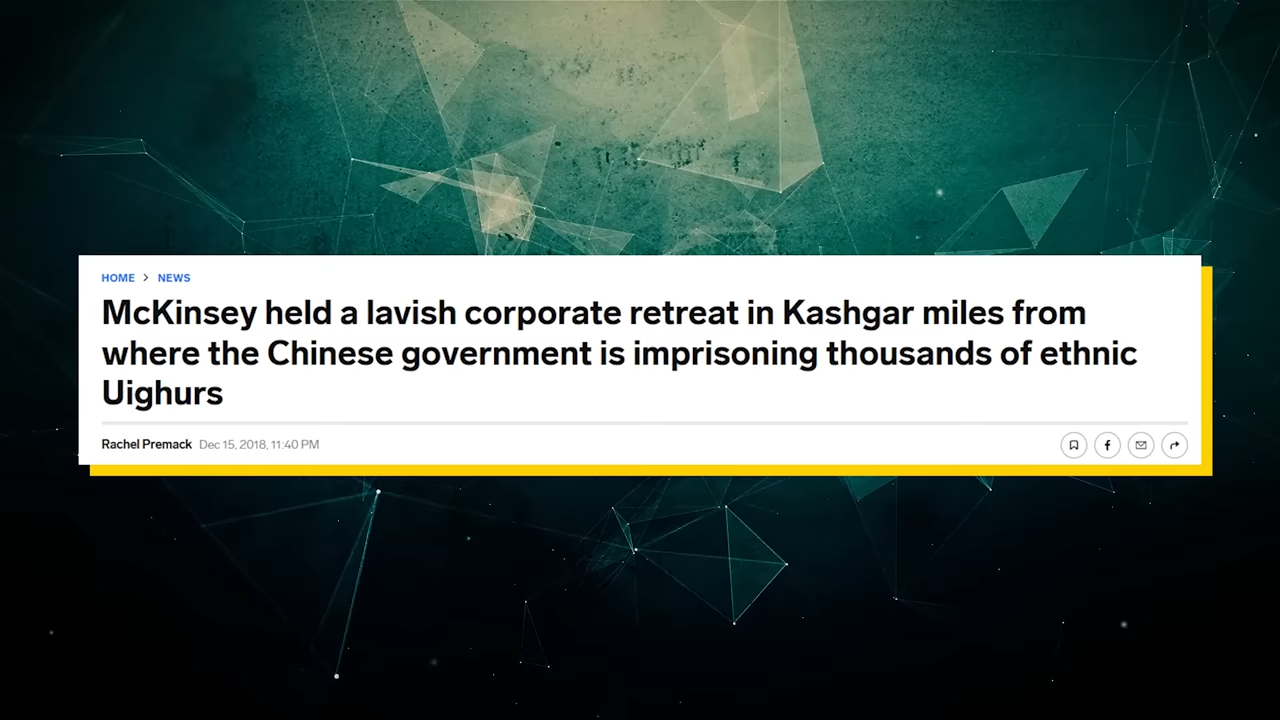 HOME > NEWS
McKinsey held a lavish corporate retreat in Kashgar miles from
where the Chinese government is imprisoning thousands of ethnic
Uighurs
Rachel Premack Dec 15, 2018, 11:40 PM